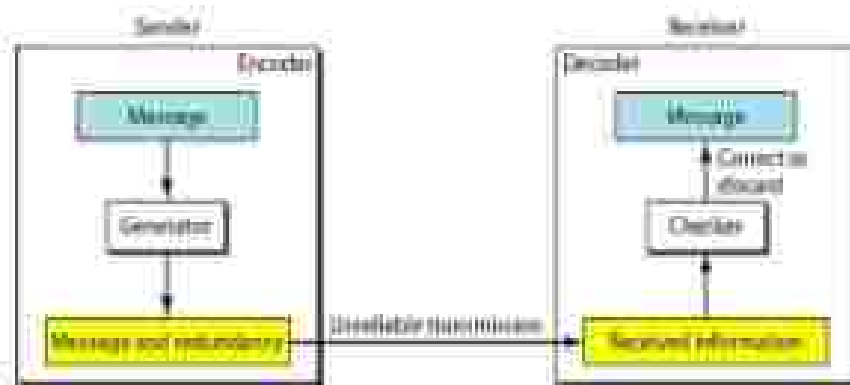 Sender
Receiver
Encoder
Decoder
Message
Message
Correct or
discard
Generator
Checker
Unreliable transmission
Message and redundancy
Received information